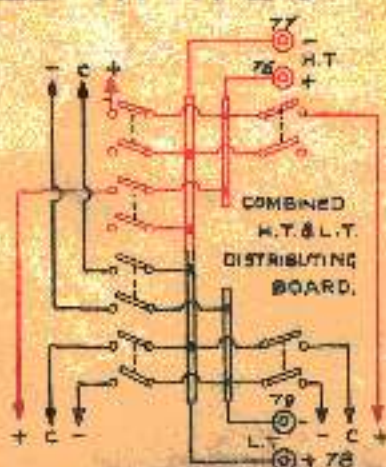 77 -
H.T.
76 +
- c +
COMBINED
H.T. & L.T.
DISTRIBUTING
BOARD.
+ C - - C +
79 -
L.T.
+ 78